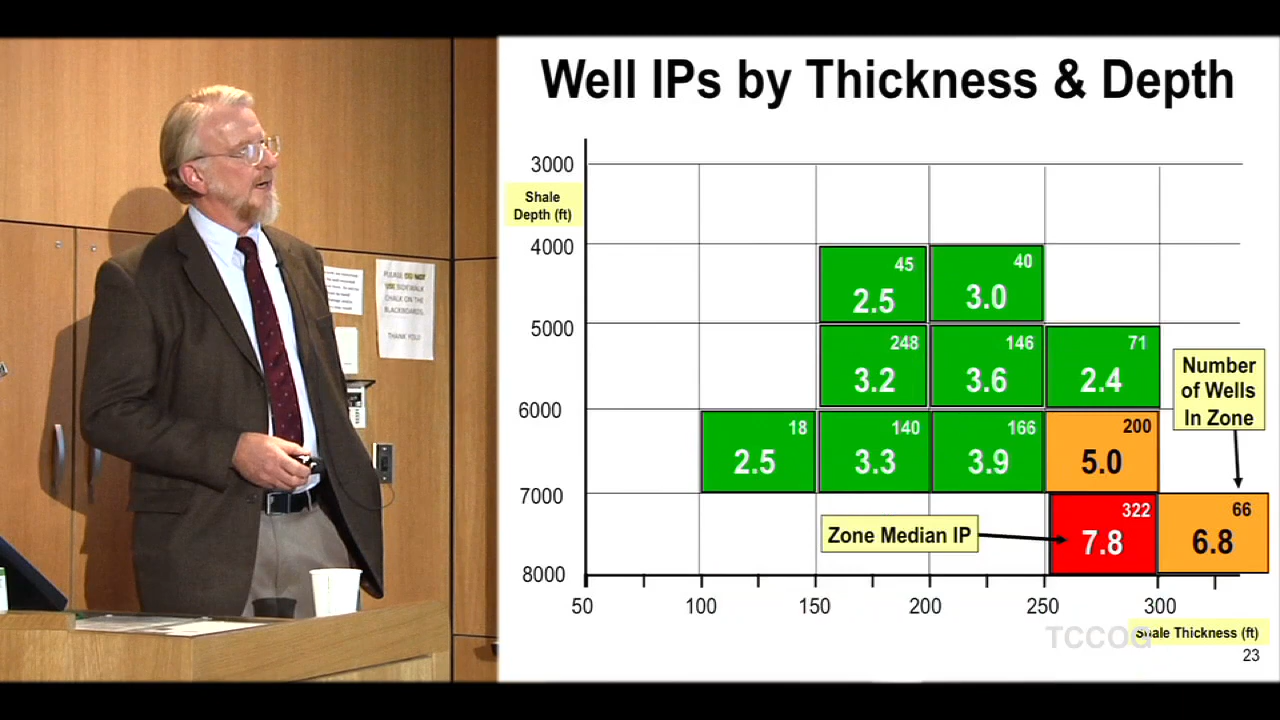 PLEASE DO NOT
USE SIDEWALK
CHALK ON THE
BLACKBOARDS.
THANK YOU!
Well IPs by Thickness & Depth
3000
Shale
Depth (ft)
4000
45
40
2.5
3.0
5000
248
146
71
3.2
3.6
2.4
Number
of Wells
In Zone
6000
18
140
166
200
2.5
3.3
3.9
5.0
7000
322
66
Zone Median IP
7.8
6.8
8000
50
100
150
200
250
300
TCCOG
Shale Thickness (ft)
23